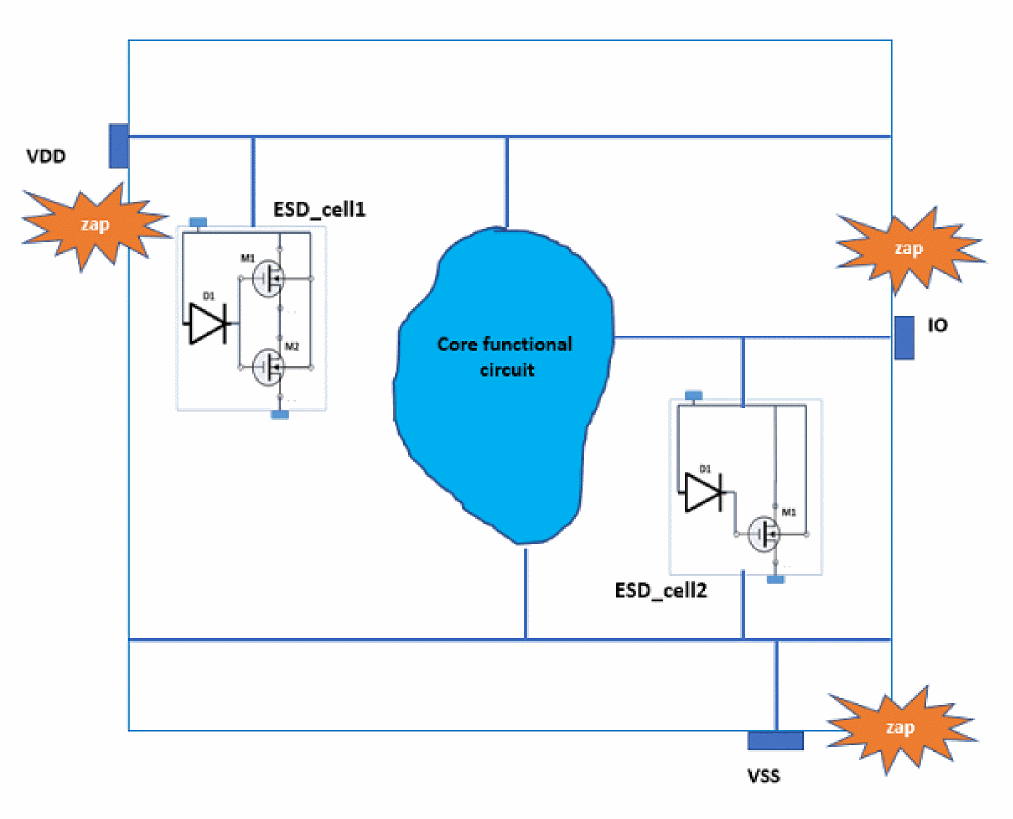 VDD
zap
ESD_cell1
M1
D1
M2
Core functional
circuit
zap
IO
D1
M1
ESD_cell2
zap
VSS